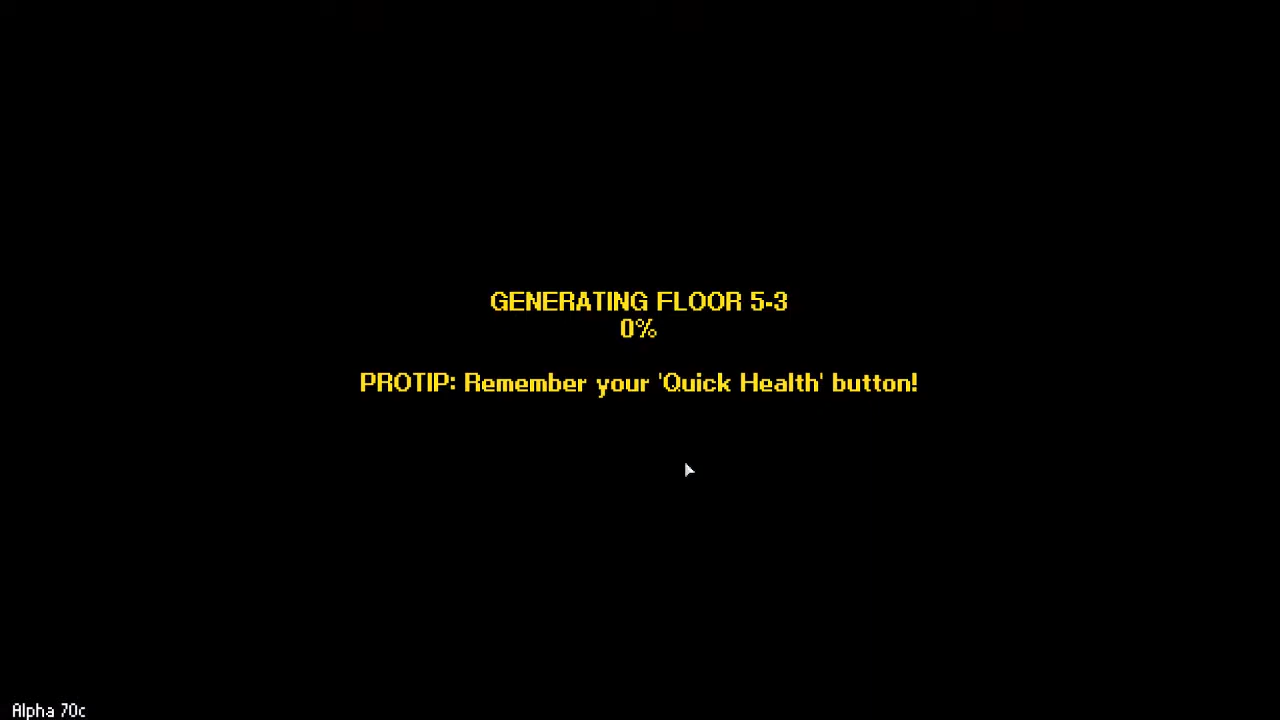 GENERATING FLOOR 5-3
0%
PROTIP: Remember your 'Quick Health' button!
Alpha 70c